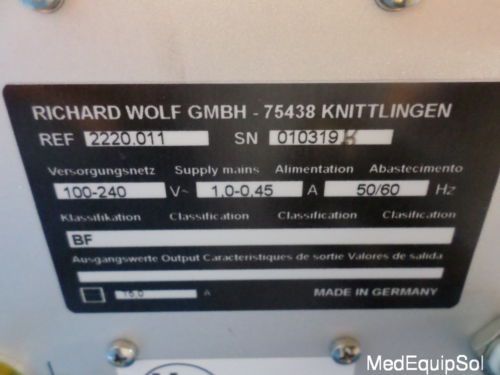 RICHARD WOLF GMBH - 75438 KNITTLINGEN
REF 2220.011 SN 010319
Versorgungsnetz Supply mains Alimentation Abastecimento
100-240 V~ 1,0-0,45 A 50/60 Hz
Klassifikation Classification Classification Clasification
BF
Ausgangswerte Output Caracteristiques de sortie Valores de salida
A MADE IN GERMANY
MedEquipSol